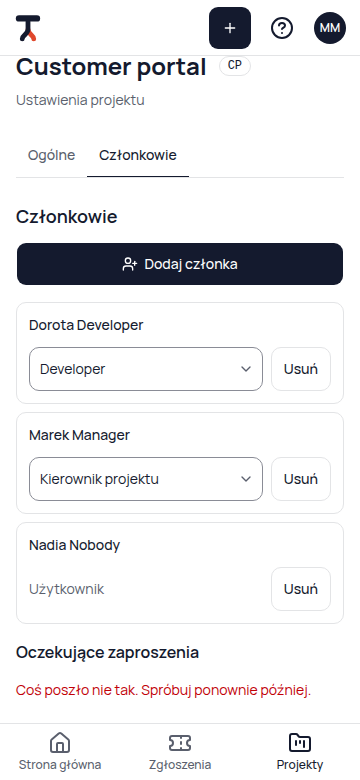 +
MM
Customer portal CP
Ustawienia projektu
Ogólne Członkowie
Członkowie
Dodaj członka
Dorota Developer
Developer Usuń
Marek Manager
Kierownik projektu Usuń
Nadia Nobody
Użytkownik Usuń
Oczekujące zaproszenia
Coś poszło nie tak. Spróbuj ponownie później.
Strona główna Zgłoszenia Projekty